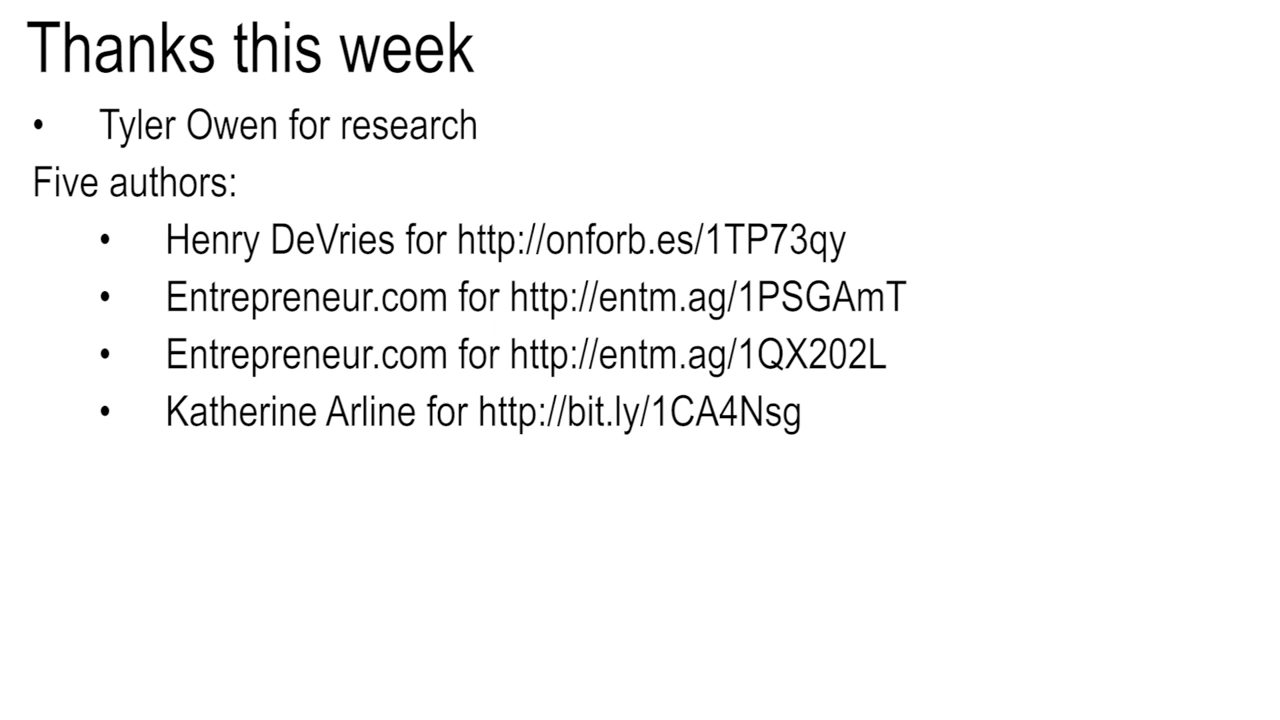 Thanks this week
• Tyler Owen for research
Five authors:
• Henry DeVries for http://onforb.es/1TP73qy
• Entrepreneur.com for http://entm.ag/1PSGAmT
• Entrepreneur.com for http://entm.ag/1QX202L
• Katherine Arline for http://bit.ly/1CA4Nsg